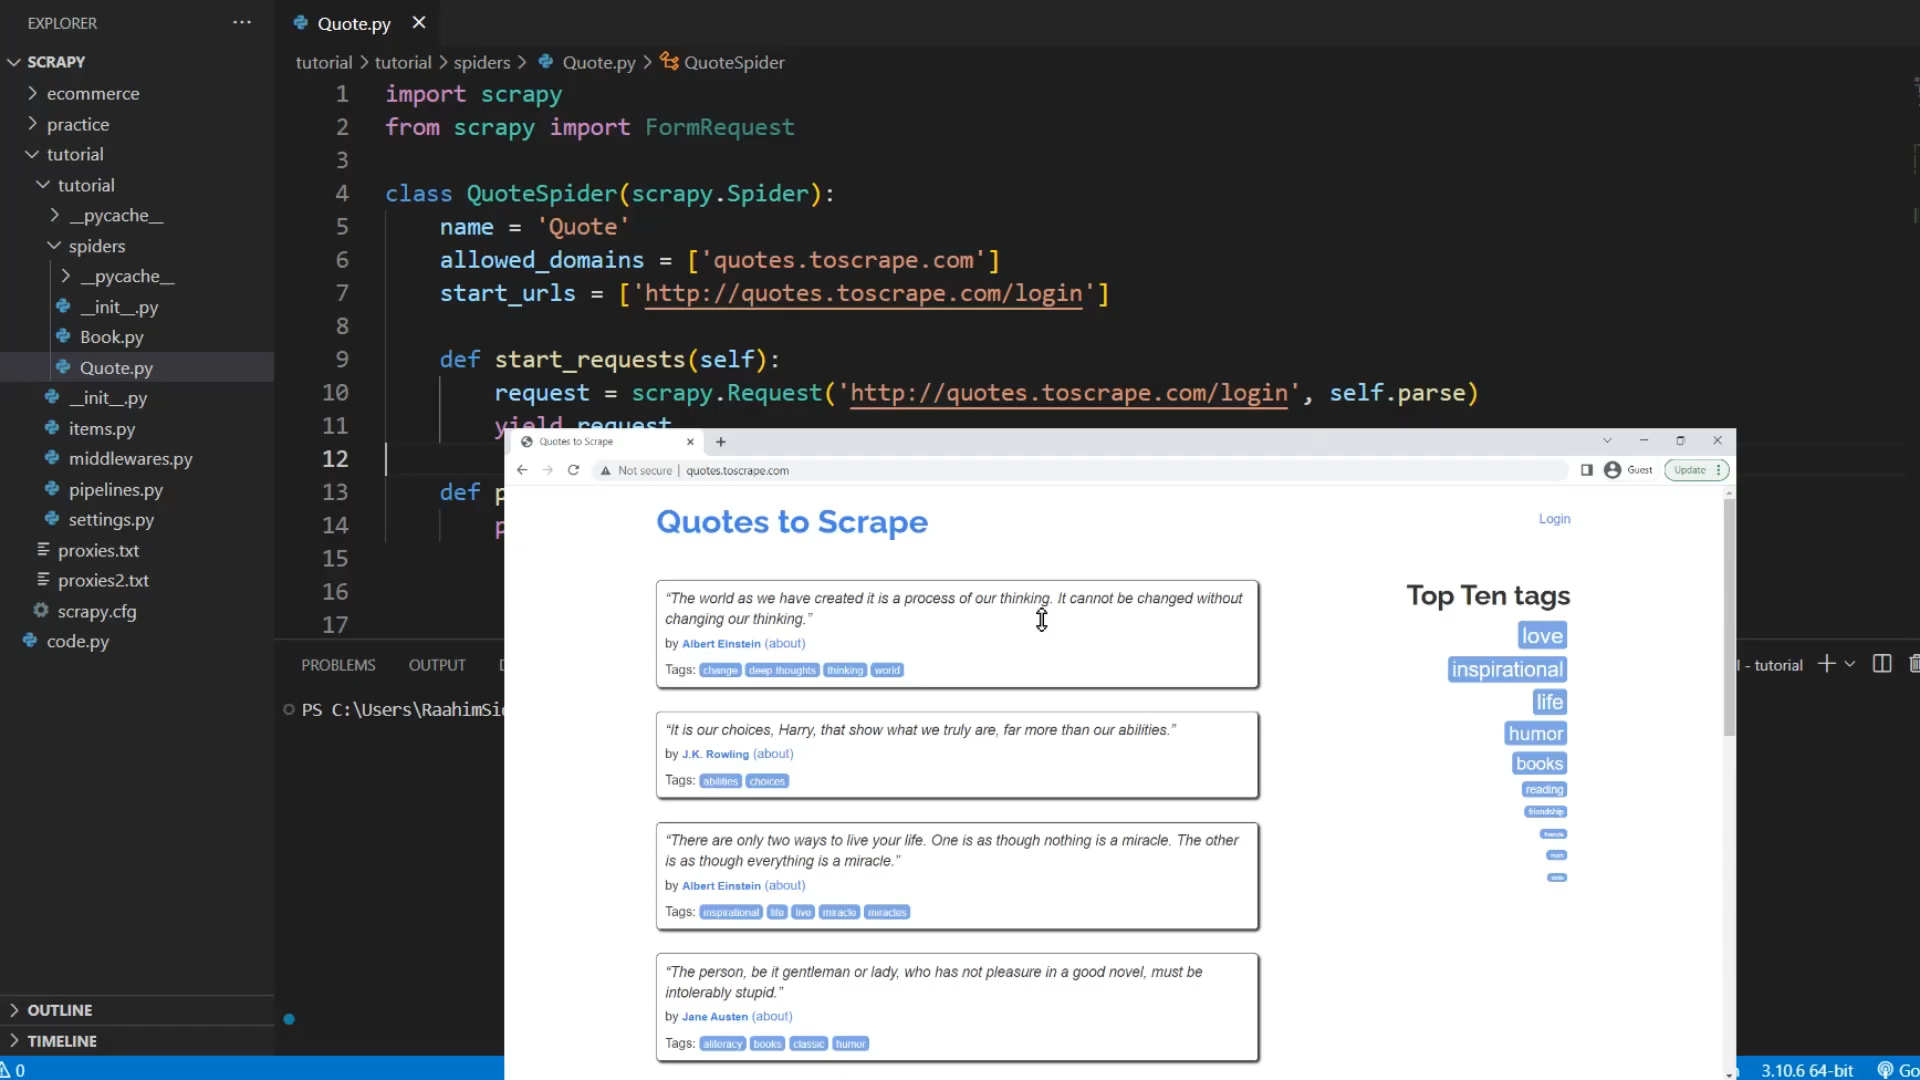 EXPLORER
SCRAPY
ecommerce
practice
tutorial
tutorial
__pycache__
spiders
__pycache__
__init__.py
Book.py
Quote.py
__init__.py
items.py
middlewares.py
pipelines.py
settings.py
proxies.txt
proxies2.txt
scrapy.cfg
code.py
OUTLINE
TIMELINE
0
Quote.py
tutorial > tutorial > spiders > Quote.py > QuoteSpider
1 import scrapy
2 from scrapy import FormRequest
3
4 class QuoteSpider(scrapy.Spider):
5 name = 'Quote'
6 allowed_domains = ['quotes.toscrape.com']
7 start_urls = ['http://quotes.toscrape.com/login']
8
9 def start_requests(self):
10 request = scrapy.Request('http://quotes.toscrape.com/login', self.parse)
11 yield request
12
13 def p
14 p
15
16
17
PROBLEMS OUTPUT
PS C:\Users\RaahimSi
- tutorial
3.10.6 64-bit Go
Quotes to Scrape
Not secure | quotes.toscrape.com
Guest
Update
Quotes to Scrape
Login
“The world as we have created it is a process of our thinking. It cannot be changed without
changing our thinking.”
by Albert Einstein (about)
Tags: change deep thoughts thinking world
“It is our choices, Harry, that show what we truly are, far more than our abilities.”
by J.K. Rowling (about)
Tags: abilities choices
“There are only two ways to live your life. One is as though nothing is a miracle. The other
is as though everything is a miracle.”
by Albert Einstein (about)
Tags: inspirational life live miracle miracles
“The person, be it gentleman or lady, who has not pleasure in a good novel, must be
intolerably stupid.”
by Jane Austen (about)
Tags: aliteracy books classic humor
Top Ten tags
love
inspirational
life
humor
books
reading
friendship